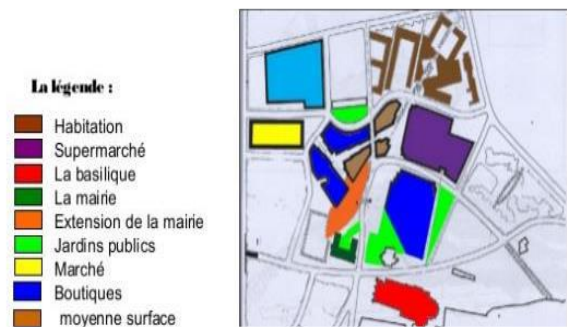 La légende :
Habitation
Supermarché
La basilique
La mairie
Extension de la mairie
Jardins publics
Marché
Boutiques
moyenne surface